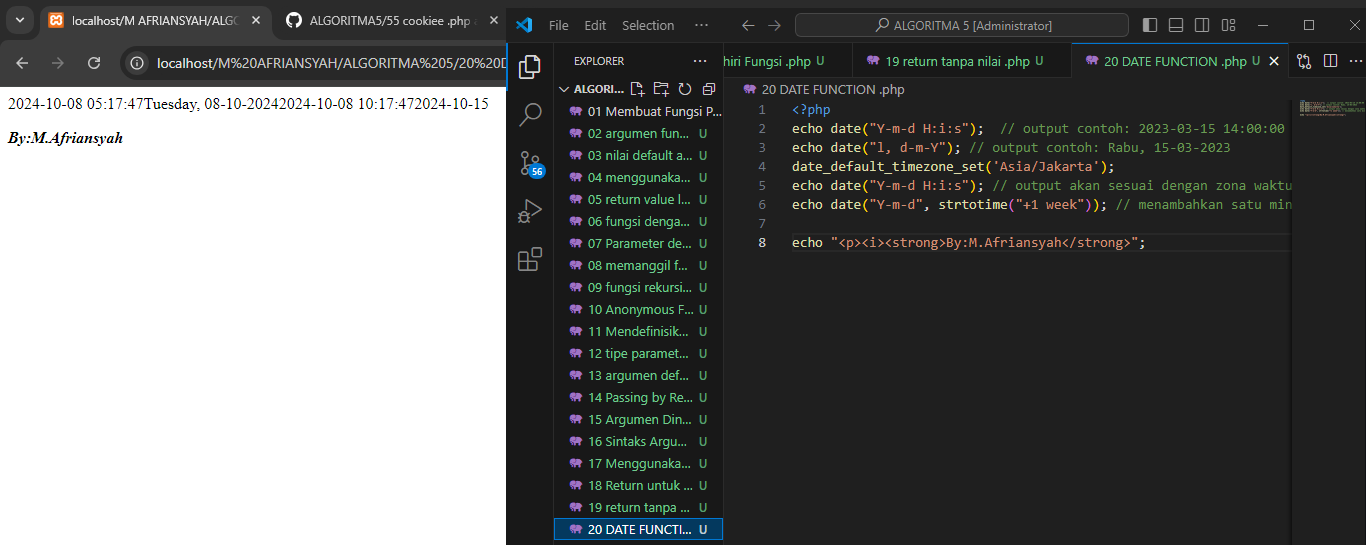 localhost/M AFRIANSYAH/ALGO
ALGORITMA5/55 cookiee .php a
localhost/M%20AFRIANSYAH/ALGORITMA%205/20%20D
2024-10-08 05:17:47Tuesday, 08-10-20242024-10-08 10:17:472024-10-15
By:M.Afriansyah
File Edit Selection ··· ALGORITMA 5 [Administrator]
EXPLORER ···
hiri Fungsi .php U
19 return tanpa nilai .php U
20 DATE FUNCTION .php U
ALGORI...
20 DATE FUNCTION .php
56
01 Membuat Fungsi P...
02 argumen fun... U
03 nilai default a... U
04 menggunaka... U
05 return value l... U
06 fungsi denga... U
07 Parameter de... U
08 memanggil f... U
09 fungsi rekursi... U
10 Anonymous F... U
11 Mendefinisik... U
12 tipe paramet... U
13 argumen def... U
14 Passing by Re... U
15 Argumen Din... U
16 Sintaks Argu... U
17 Menggunaka... U
18 Return untuk ... U
19 return tanpa ... U
20 DATE FUNCTI... U
1 <?php
2 echo date("Y-m-d H:i:s");  // output contoh: 2023-03-15 14:00:00
3 echo date("l, d-m-Y"); // output contoh: Rabu, 15-03-2023
4 date_default_timezone_set('Asia/Jakarta');
5 echo date("Y-m-d H:i:s"); // output akan sesuai dengan zona waktu
6 echo date("Y-m-d", strtotime("+1 week")); // menambahkan satu min
7
8 echo "<p><i><strong>By:M.Afriansyah</strong>";